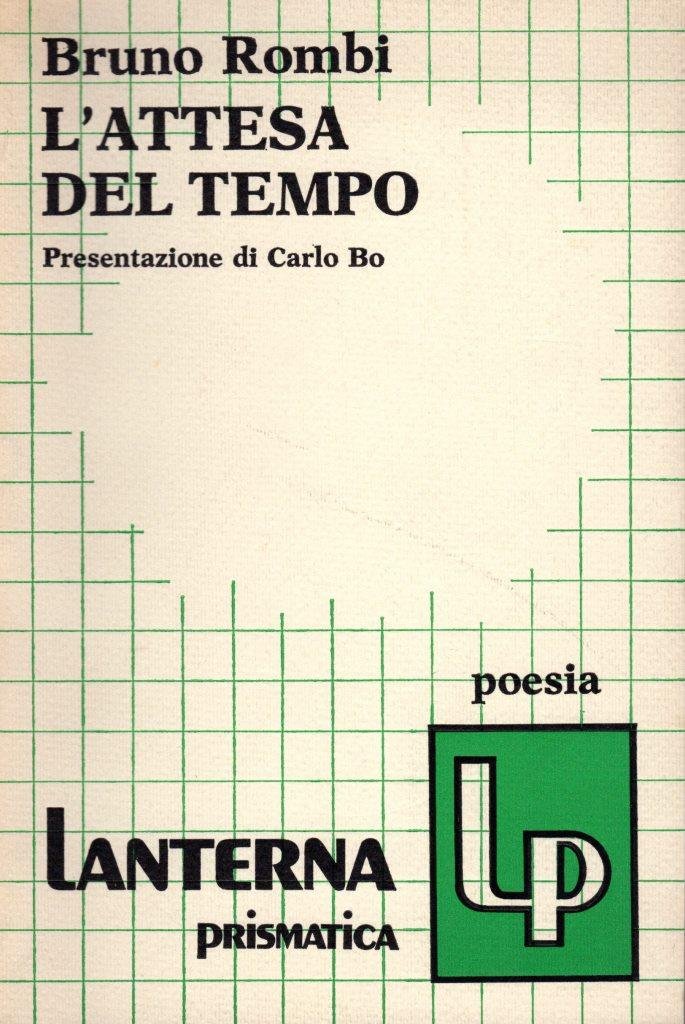 Bruno Rombi
L'ATTESA
DEL TEMPO
Presentazione di Carlo Bo
poesia
LP
LANTERNA
PRISMATICA